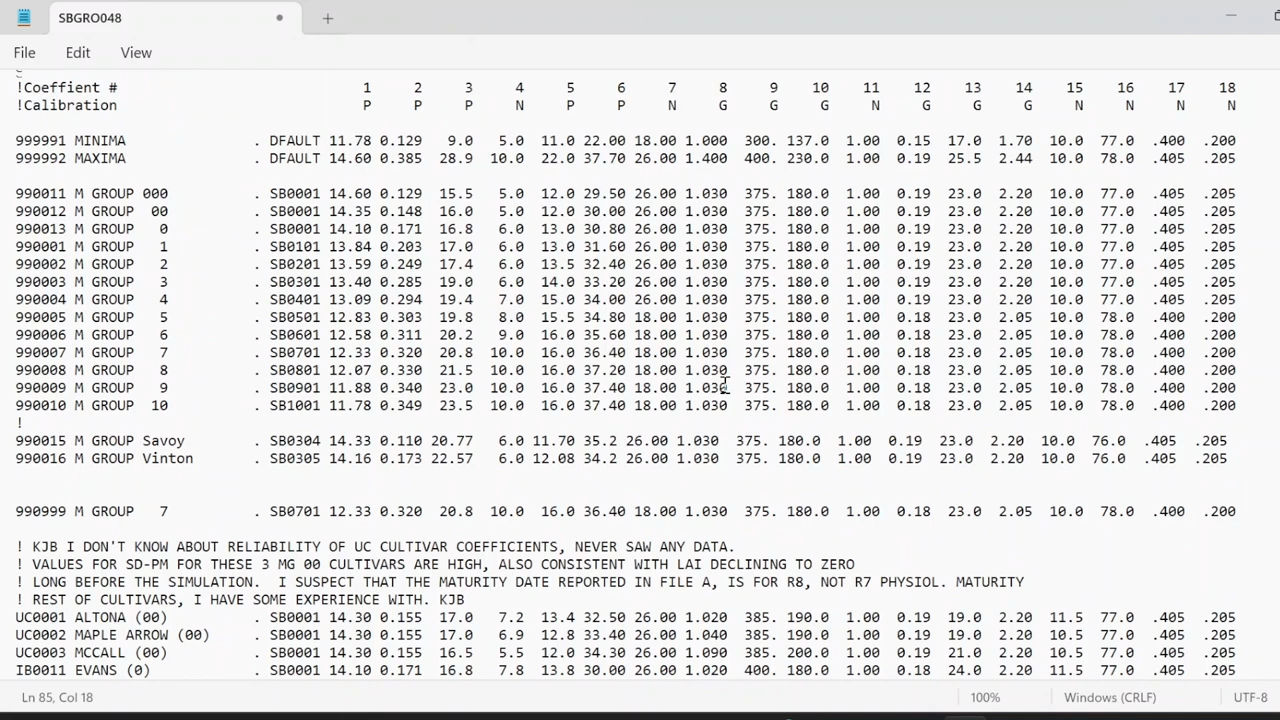 SBGRO048
File Edit View
!Coeffient # 1 2 3 4 5 6 7 8 9 10 11 12 13 14 15 16 17 18
!Calibration P P P N P P N G G G N G G G N N N N
999991 MINIMA . DFAULT 11.78 0.129 9.0 5.0 11.0 22.00 18.00 1.000 300. 137.0 1.00 0.15 17.0 1.70 10.0 77.0 .400 .200
999992 MAXIMA . DFAULT 14.60 0.385 28.9 10.0 22.0 37.70 26.00 1.400 400. 230.0 1.00 0.19 25.5 2.44 10.0 78.0 .405 .205
990011 M GROUP 000 . SB0001 14.60 0.129 15.5 5.0 12.0 29.50 26.00 1.030 375. 180.0 1.00 0.19 23.0 2.20 10.0 77.0 .405 .205
990012 M GROUP 00 . SB0001 14.35 0.148 16.0 5.0 12.0 30.00 26.00 1.030 375. 180.0 1.00 0.19 23.0 2.20 10.0 77.0 .405 .205
990013 M GROUP 0 . SB0001 14.10 0.171 16.8 6.0 13.0 30.80 26.00 1.030 375. 180.0 1.00 0.19 23.0 2.20 10.0 77.0 .405 .205
990001 M GROUP 1 . SB0101 13.84 0.203 17.0 6.0 13.0 31.60 26.00 1.030 375. 180.0 1.00 0.19 23.0 2.20 10.0 77.0 .405 .205
990002 M GROUP 2 . SB0201 13.59 0.249 17.4 6.0 13.5 32.40 26.00 1.030 375. 180.0 1.00 0.19 23.0 2.20 10.0 77.0 .405 .205
990003 M GROUP 3 . SB0301 13.40 0.285 19.0 6.0 14.0 33.20 26.00 1.030 375. 180.0 1.00 0.19 23.0 2.20 10.0 77.0 .405 .205
990004 M GROUP 4 . SB0401 13.09 0.294 19.4 7.0 15.0 34.00 26.00 1.030 375. 180.0 1.00 0.19 23.0 2.20 10.0 77.0 .405 .205
990005 M GROUP 5 . SB0501 12.83 0.303 19.8 8.0 15.5 34.80 18.00 1.030 375. 180.0 1.00 0.18 23.0 2.05 10.0 78.0 .400 .200
990006 M GROUP 6 . SB0601 12.58 0.311 20.2 9.0 16.0 35.60 18.00 1.030 375. 180.0 1.00 0.18 23.0 2.05 10.0 78.0 .400 .200
990007 M GROUP 7 . SB0701 12.33 0.320 20.8 10.0 16.0 36.40 18.00 1.030 375. 180.0 1.00 0.18 23.0 2.05 10.0 78.0 .400 .200
990008 M GROUP 8 . SB0801 12.07 0.330 21.5 10.0 16.0 37.20 18.00 1.030 375. 180.0 1.00 0.18 23.0 2.05 10.0 78.0 .400 .200
990009 M GROUP 9 . SB0901 11.88 0.340 23.0 10.0 16.0 37.40 18.00 1.030 375. 180.0 1.00 0.18 23.0 2.05 10.0 78.0 .400 .200
990010 M GROUP 10 . SB1001 11.78 0.349 23.5 10.0 16.0 37.40 18.00 1.030 375. 180.0 1.00 0.18 23.0 2.05 10.0 78.0 .400 .200
!
990015 M GROUP Savoy . SB0304 14.33 0.110 20.77 6.0 11.70 35.2 26.00 1.030 375. 180.0 1.00 0.19 23.0 2.20 10.0 76.0 .405 .205
990016 M GROUP Vinton . SB0305 14.16 0.173 22.57 6.0 12.08 34.2 26.00 1.030 375. 180.0 1.00 0.19 23.0 2.20 10.0 76.0 .405 .205
990999 M GROUP 7 . SB0701 12.33 0.320 20.8 10.0 16.0 36.40 18.00 1.030 375. 180.0 1.00 0.18 23.0 2.05 10.0 78.0 .400 .200
! KJB I DON'T KNOW ABOUT RELIABILITY OF UC CULTIVAR COEFFICIENTS, NEVER SAW ANY DATA.
! VALUES FOR SD-PM FOR THESE 3 MG 00 CULTIVARS ARE HIGH, ALSO CONSISTENT WITH LAI DECLINING TO ZERO
! LONG BEFORE THE SIMULATION. I SUSPECT THAT THE MATURITY DATE REPORTED IN FILE A, IS FOR R8, NOT R7 PHYSIOL. MATURITY
! REST OF CULTIVARS, I HAVE SOME EXPERIENCE WITH. KJB
UC0001 ALTONA (00) . SB0001 14.30 0.155 17.0 7.2 13.4 32.50 26.00 1.020 385. 190.0 1.00 0.18 19.0 2.20 11.5 77.0 .405 .205
UC0002 MAPLE ARROW (00) . SB0001 14.30 0.155 17.0 6.9 12.8 33.40 26.00 1.040 385. 190.0 1.00 0.18 19.0 2.20 10.5 77.0 .405 .205
UC0003 MCCALL (00) . SB0001 14.30 0.155 16.5 5.5 12.0 34.30 26.00 1.090 385. 200.0 1.00 0.18 21.0 2.20 10.5 77.0 .405 .205
IB0011 EVANS (0) . SB0001 14.10 0.171 16.8 7.8 13.8 30.00 26.00 1.020 400. 180.0 1.00 0.18 24.0 2.20 11.5 77.0 .405 .205
Ln 85, Col 18 100% Windows (CRLF) UTF-8